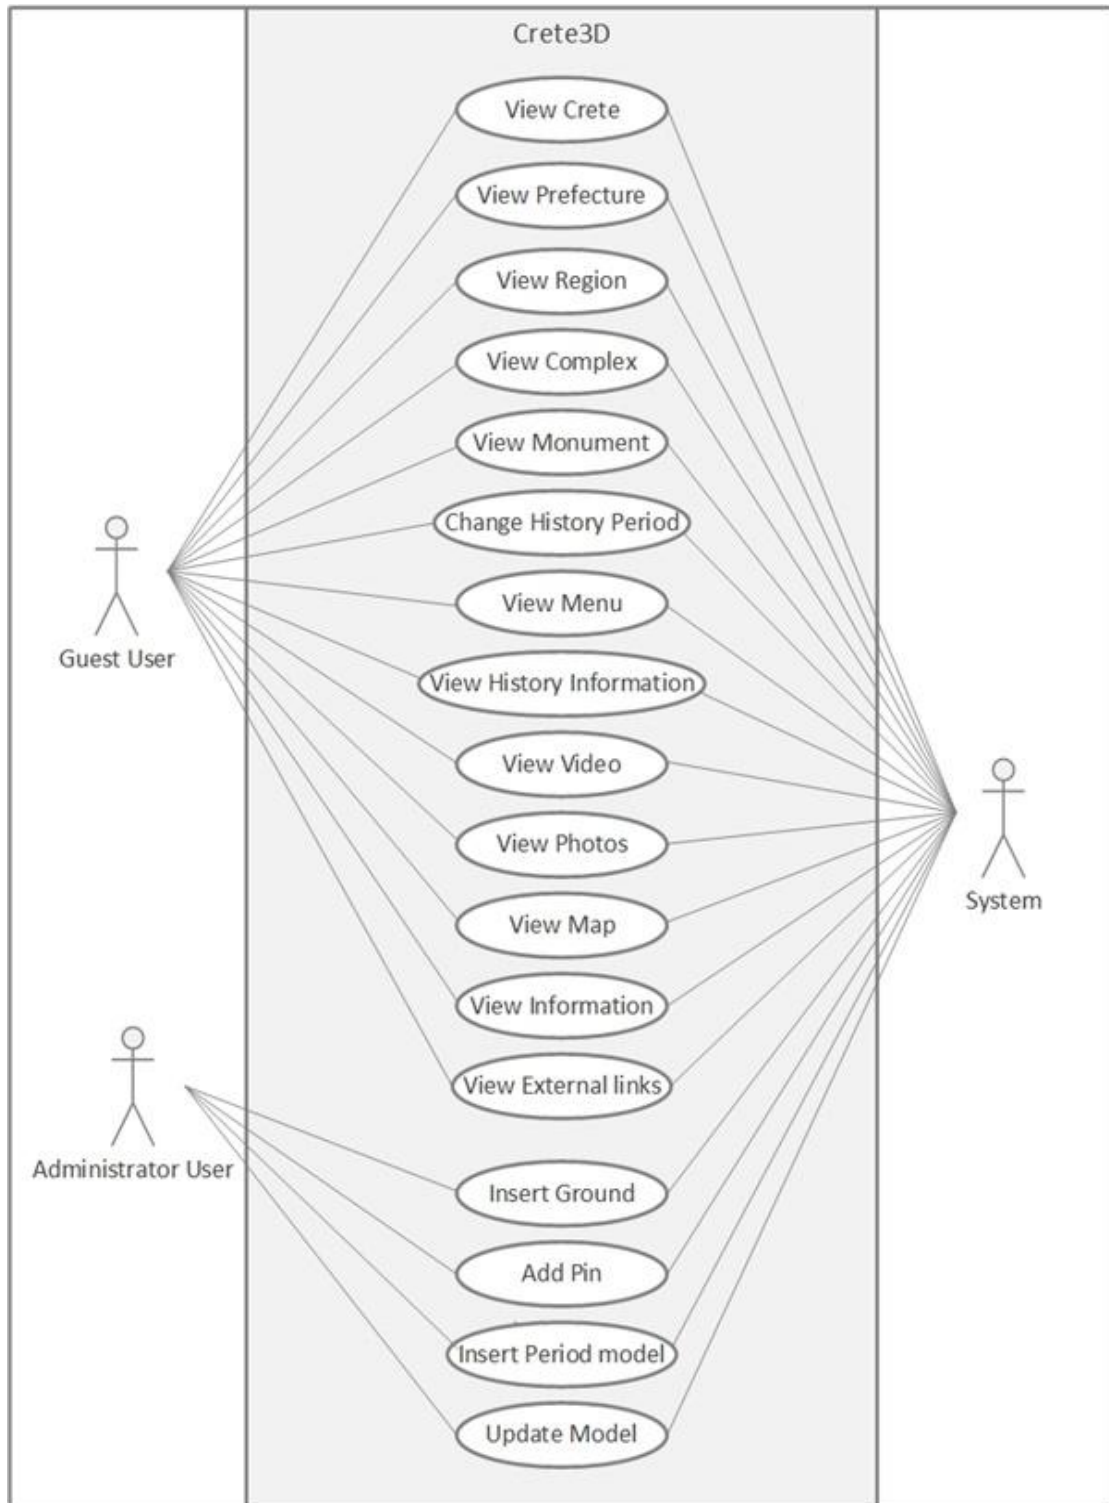 Crete3D
View Crete
View Prefecture
View Region
View Complex
View Monument
Change History Period
View Menu
Guest User
View History Information
View Video
View Photos
System
View Map
View Information
View External links
Administrator User
Insert Ground
Add Pin
Insert Period model
Update Model